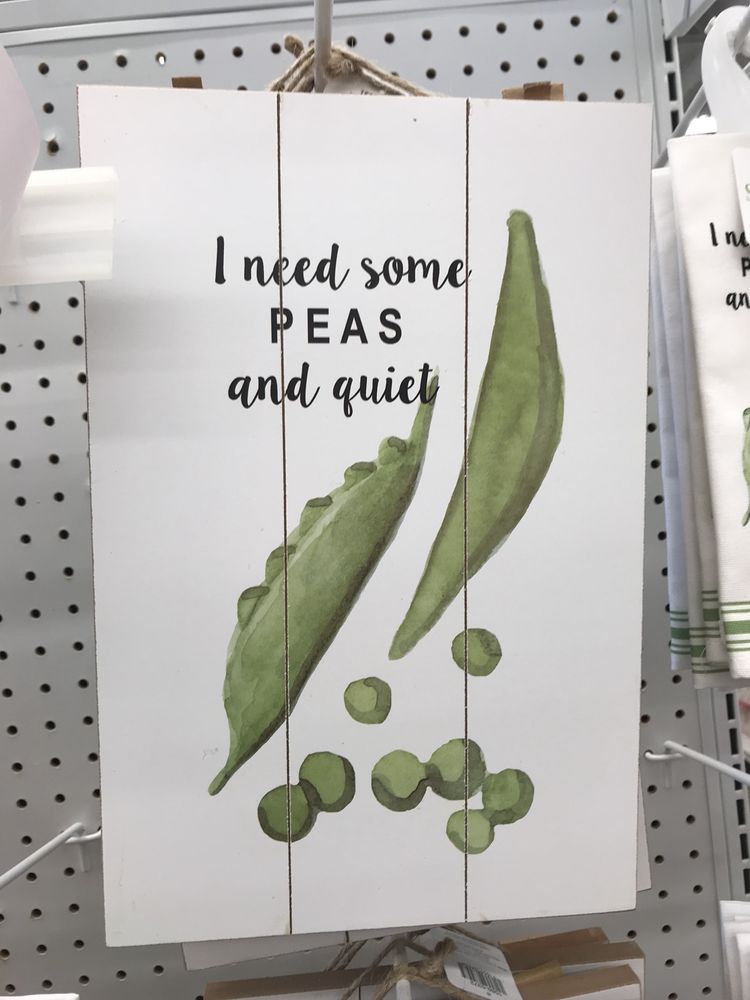 I need some
PEAS
and quiet